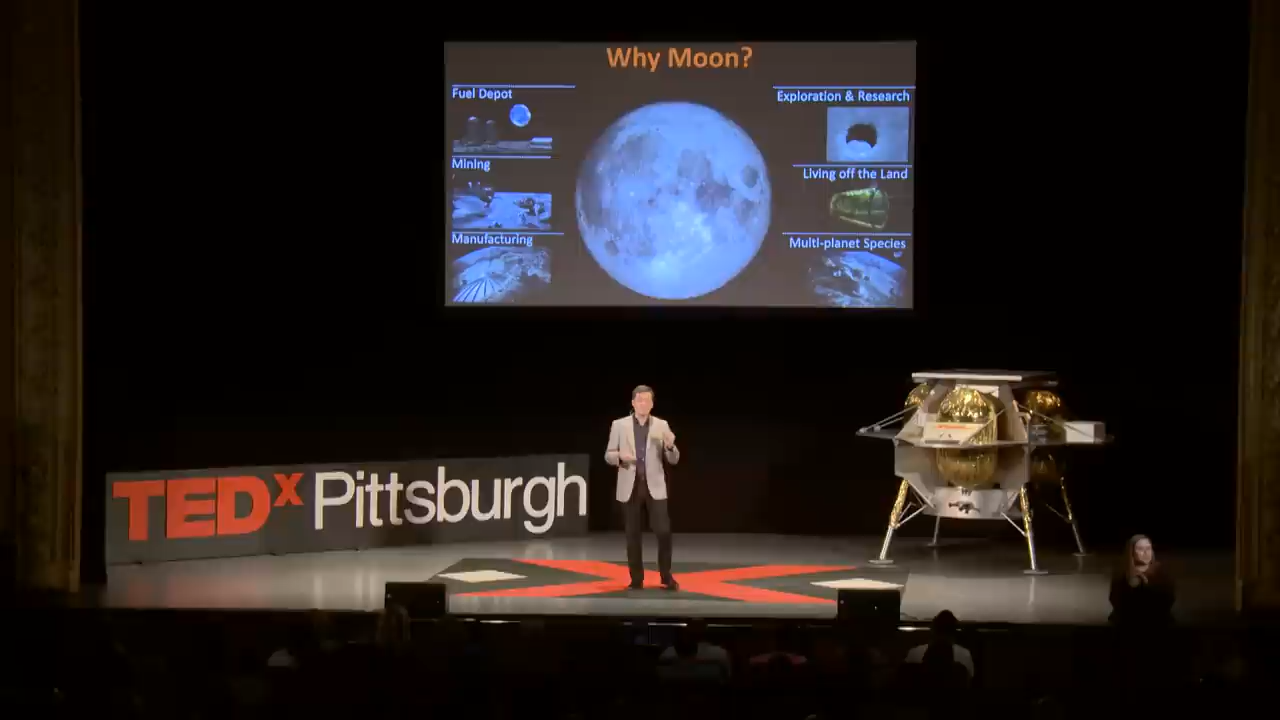 Why Moon?
Fuel Depot
Mining
Manufacturing
Exploration & Research
Living off the Land
Multi-planet Species
TEDx Pittsburgh